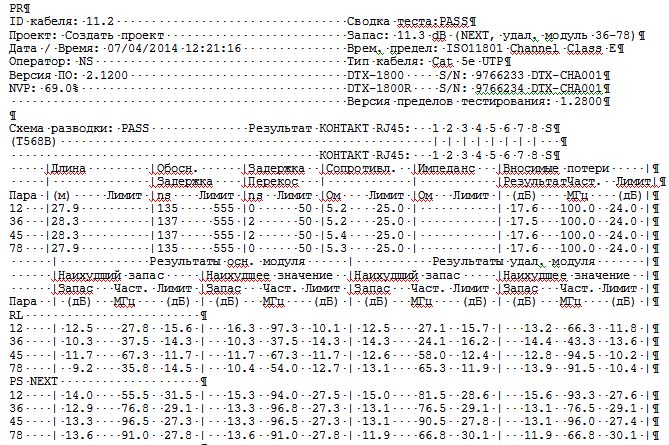 PR
ID кабеля: 11.2 Сводка теста:PASS
Проект: Создать проект Запас: 11.3 dB (NEXT, удал. модуль 36-78)
Дата / Время: 07/04/2014 12:21:16 Врем. предел: ISO11801 Channel Class E
Оператор: NS Тип кабеля: Cat 5e UTP
Версия ПО: 2.1200 DTX-1800 S/N: 9766233 DTX-CHA001
NVP: 69.0% DTX-1800R S/N: 9766234 DTX-CHA001
Версия пределов тестирования: 1.2800
Схема разводки: PASS Результат КОНТАКТ RJ45: 1 2 3 4 5 6 7 8 S
(T568B) | | | | | | | |
КОНТАКТ RJ45: 1 2 3 4 5 6 7 8 S
|Длина |Обосн. |Задержка |Сопротивл. |Импеданс |Вносимые потери |
| |Задержка |Перекос | | |РезультатЧаст. Лимит|
Пара |(м) Лимит |ns Лимит |ns Лимит |Ом Лимит |Ом Лимит | (дБ) МГц (дБ)|
12 |27.9 |135 555 |0 50 |5.2 25.0 | |-17.6 100.0 24.0 |
36 |28.3 |137 555 |2 50 |5.2 25.0 | |-17.6 100.0 24.0 |
45 |28.3 |137 555 |2 50 |5.4 25.0 | |-17.6 100.0 24.0 |
78 |27.9 |135 555 |0 50 |5.3 25.0 | |-17.6 100.0 24.0 |
| Результаты осн. модуля | Результаты удал. модуля |
|Наихудший запас |Наихудшее значение |Наихудший запас |Наихудшее значение |
|Запас Част. Лимит |Запас Част. Лимит |Запас Част. Лимит |Запас Част. Лимит |
Пара | (дБ) МГц (дБ) | (дБ) МГц (дБ) | (дБ) МГц (дБ) | (дБ) МГц (дБ) |
RL
12 | 12.5 27.8 15.6 | 16.3 97.3 10.1 | 12.5 27.1 15.7 | 13.2 66.3 11.8 |
36 | 10.3 37.5 14.3 | 10.3 37.5 14.3 | 14.3 24.1 16.2 | 14.4 43.3 13.6 |
45 | 11.7 67.3 11.7 | 11.7 67.3 11.7 | 12.6 58.0 12.4 | 12.8 94.5 10.2 |
78 | 9.2 35.8 14.5 | 10.4 54.0 12.7 | 13.1 65.3 11.9 | 13.9 91.5 10.4 |
PS NEXT
12 |-14.0 55.5 31.5 |-15.3 94.0 27.5 |-15.0 81.5 28.6 |-15.6 93.3 27.6 |
36 |-12.9 76.8 29.1 |-13.3 96.8 27.3 |-13.1 76.5 29.1 |-13.1 76.8 29.1 |
45 |-13.3 96.8 27.3 |-13.3 96.8 27.3 |-13.1 90.5 27.8 |-13.1 96.0 27.4 |
78 |-13.6 91.0 27.8 |-13.6 91.0 27.8 |-11.9 66.8 30.1 |-11.9 66.8 30.1 |